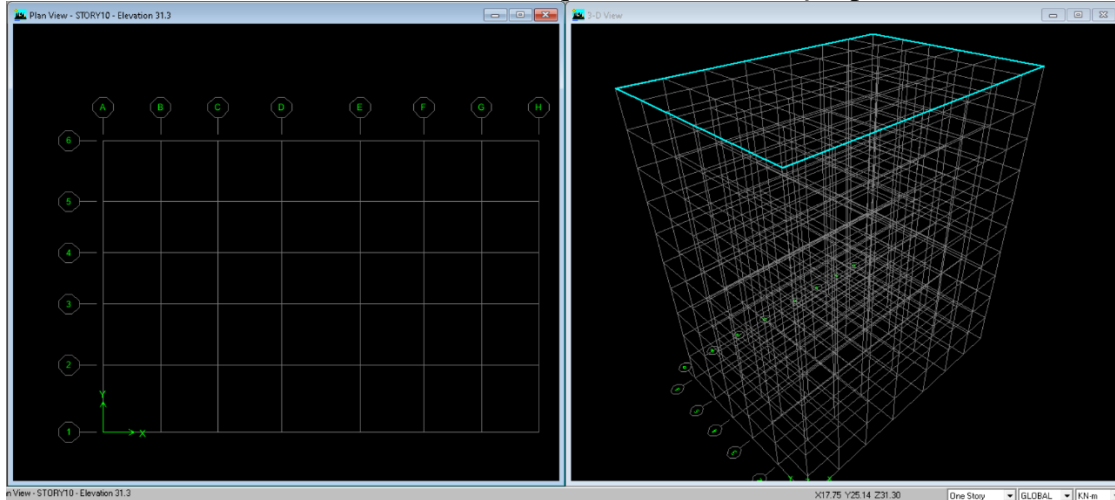 Plan View - STORY10 - Elevation 31.3
3-D View
A B C D E F G H
6
5
4
3
2
Y
1
X
n View - STORY10 - Elevation 31.3
X17.75 Y25.14 Z31.30
One Story
GLOBAL
KN-m